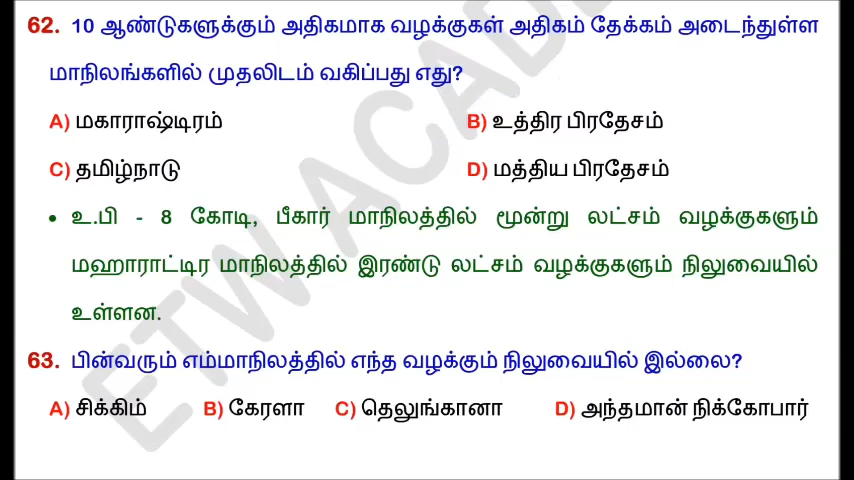 62. 10 ஆண்டுகளுக்கும் அதிகமாக வழக்குகள் அதிகம் தேக்கம் அடைந்துள்ள
மாநிலங்களில் முதலிடம் வகிப்பது எது?
A) மகாராஷ்டிரம் B) உத்திர பிரதேசம்
C) தமிழ்நாடு D) மத்திய பிரதேசம்
• உ.பி - 8 கோடி, பீகார் மாநிலத்தில் மூன்று லட்சம் வழக்குகளும்
மஹாராட்டிர மாநிலத்தில் இரண்டு லட்சம் வழக்குகளும் நிலுவையில்
உள்ளன.
63. பின்வரும் எம்மாநிலத்தில் எந்த வழக்கும் நிலுவையில் இல்லை?
A) சிக்கிம் B) கேரளா C) தெலுங்கானா D) அந்தமான் நிக்கோபார்
ETW ACADE